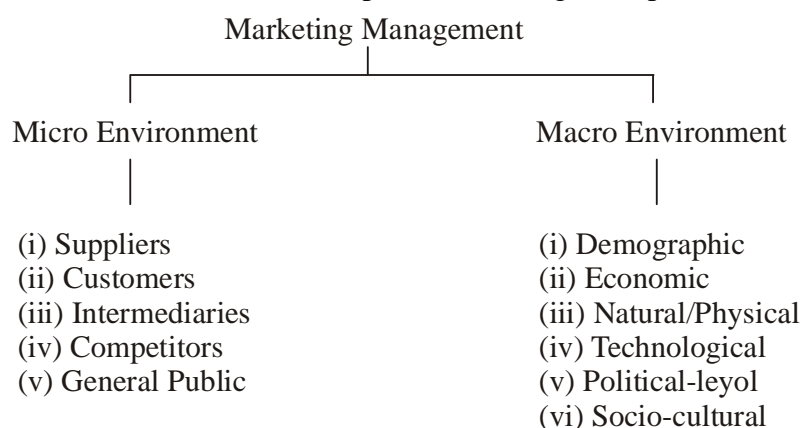 Marketing Management
Micro Environment
(i) Suppliers
(ii) Customers
(iii) Intermediaries
(iv) Competitors
(v) General Public
Macro Environment
(i) Demographic
(ii) Economic
(iii) Natural/Physical
(iv) Technological
(v) Political-leyol
(vi) Socio-cultural